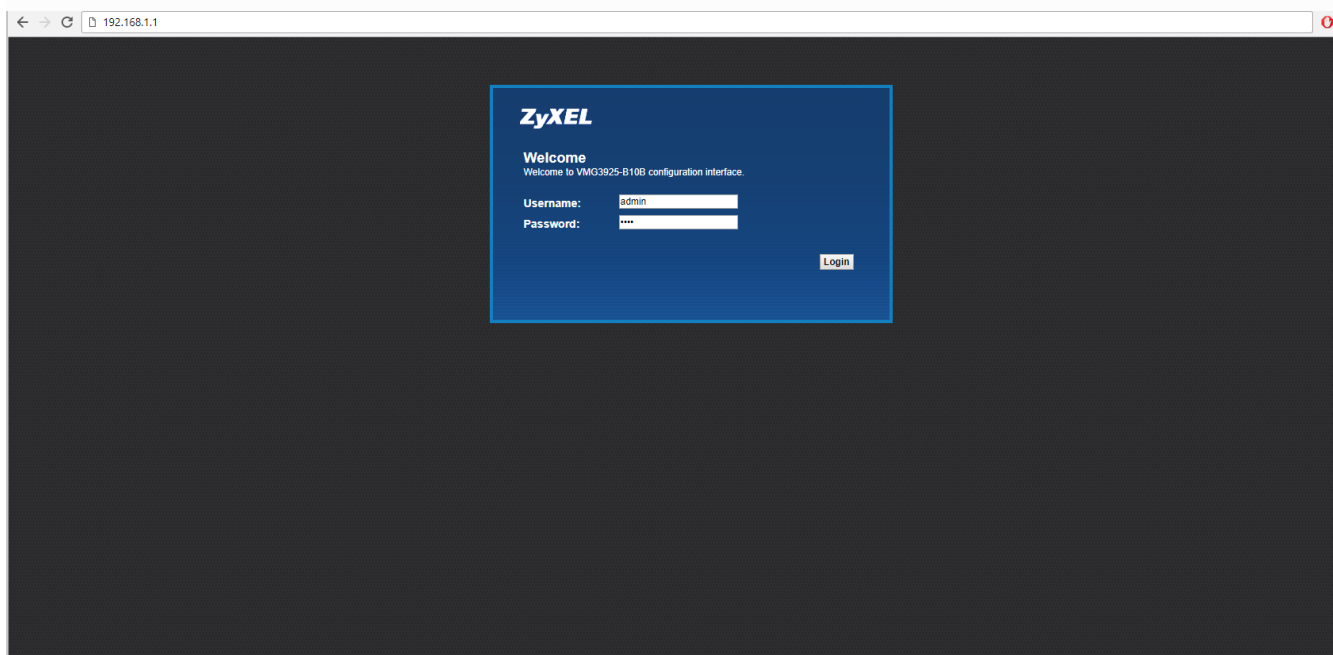 192.168.1.1
ZyXEL
Welcome
Welcome to VMG3925-B10B configuration interface.
Username: admin
Password: ••••
Login